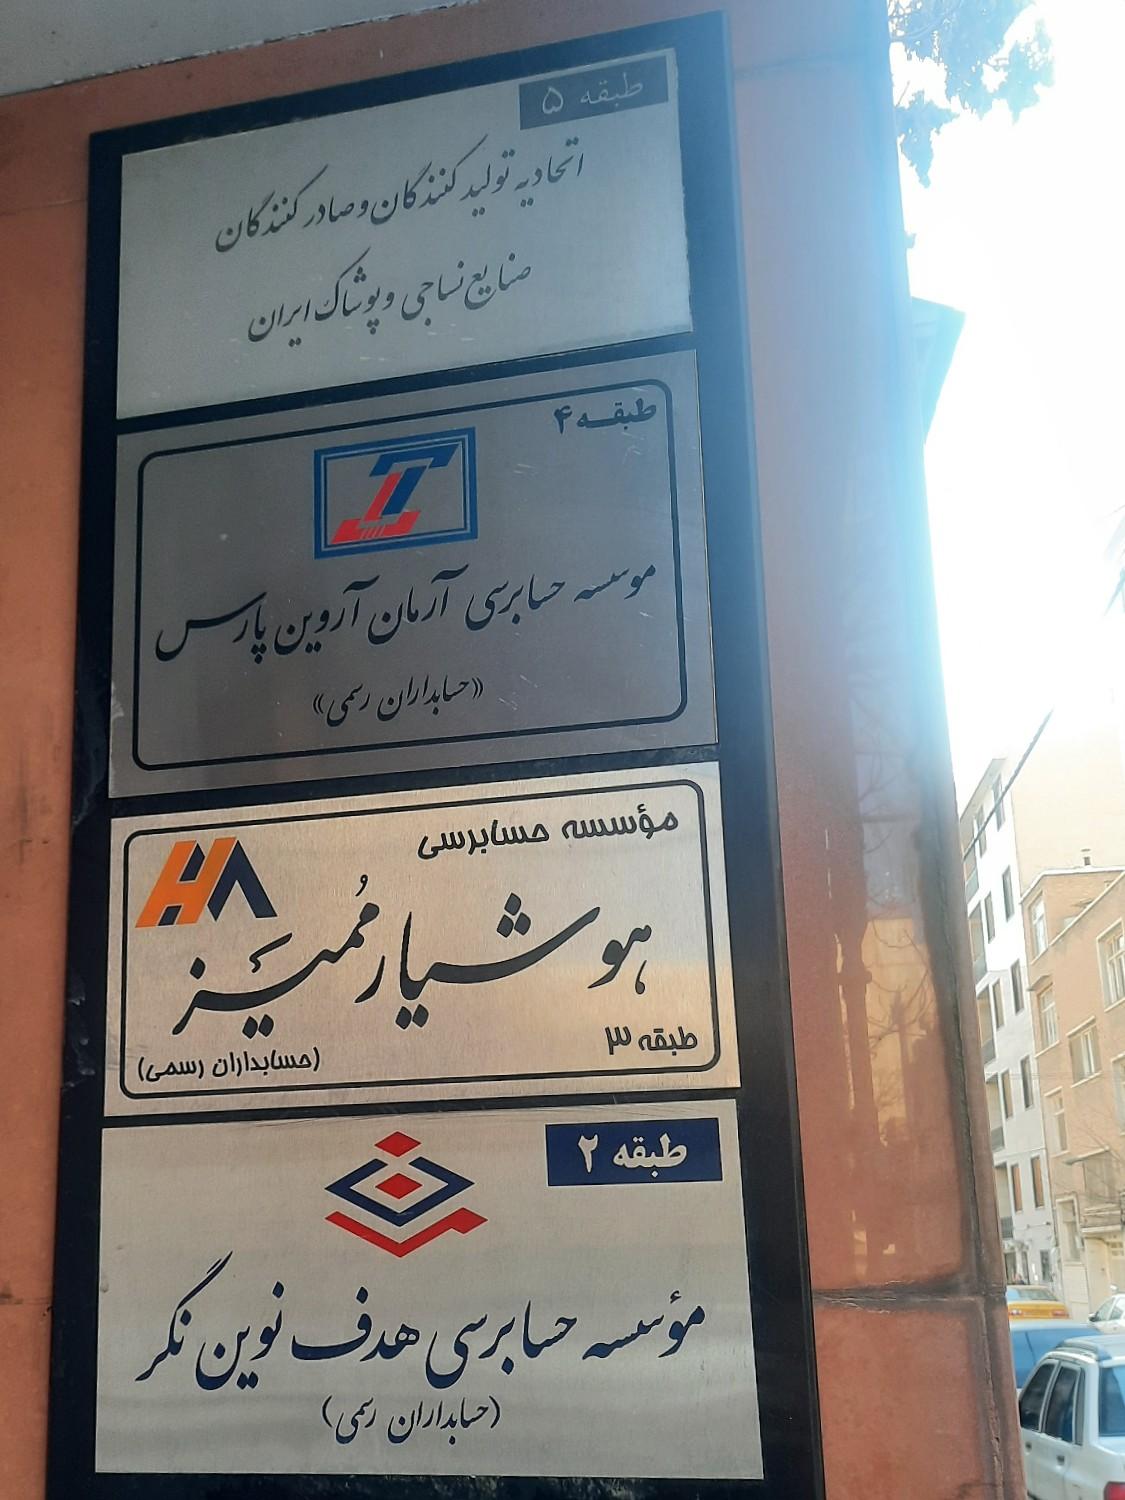 طبقه ۵
اتحادیه تولید کنندگان و صادر کنندگان
صنایع نساجی و پوشاک ایران
طبقه ۴
موسسه حسابرسی آرمان آروین پارس
«حسابداران رسمی»
مؤسسه حسابرسی
هوشیار مُمیز
طبقه ۳
(حسابداران رسمی)
طبقه ۲
مؤسسه حسابرسی هدف نوین نگر
(حسابداران رسمی)